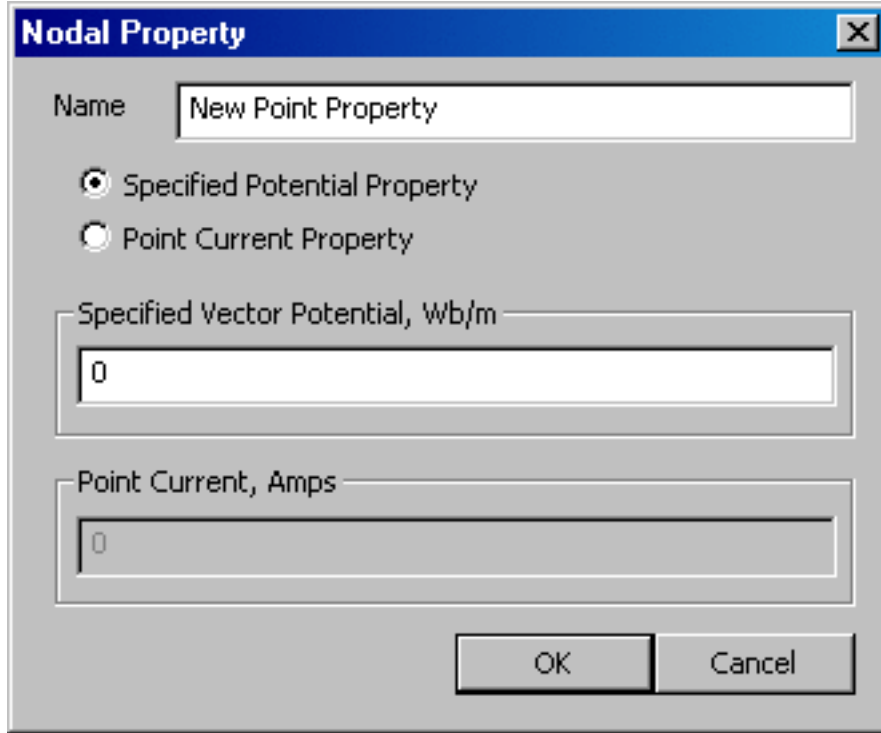 Nodal Property
Name New Point Property
Specified Potential Property
Point Current Property
Specified Vector Potential, Wb/m
0
Point Current, Amps
0
OK Cancel